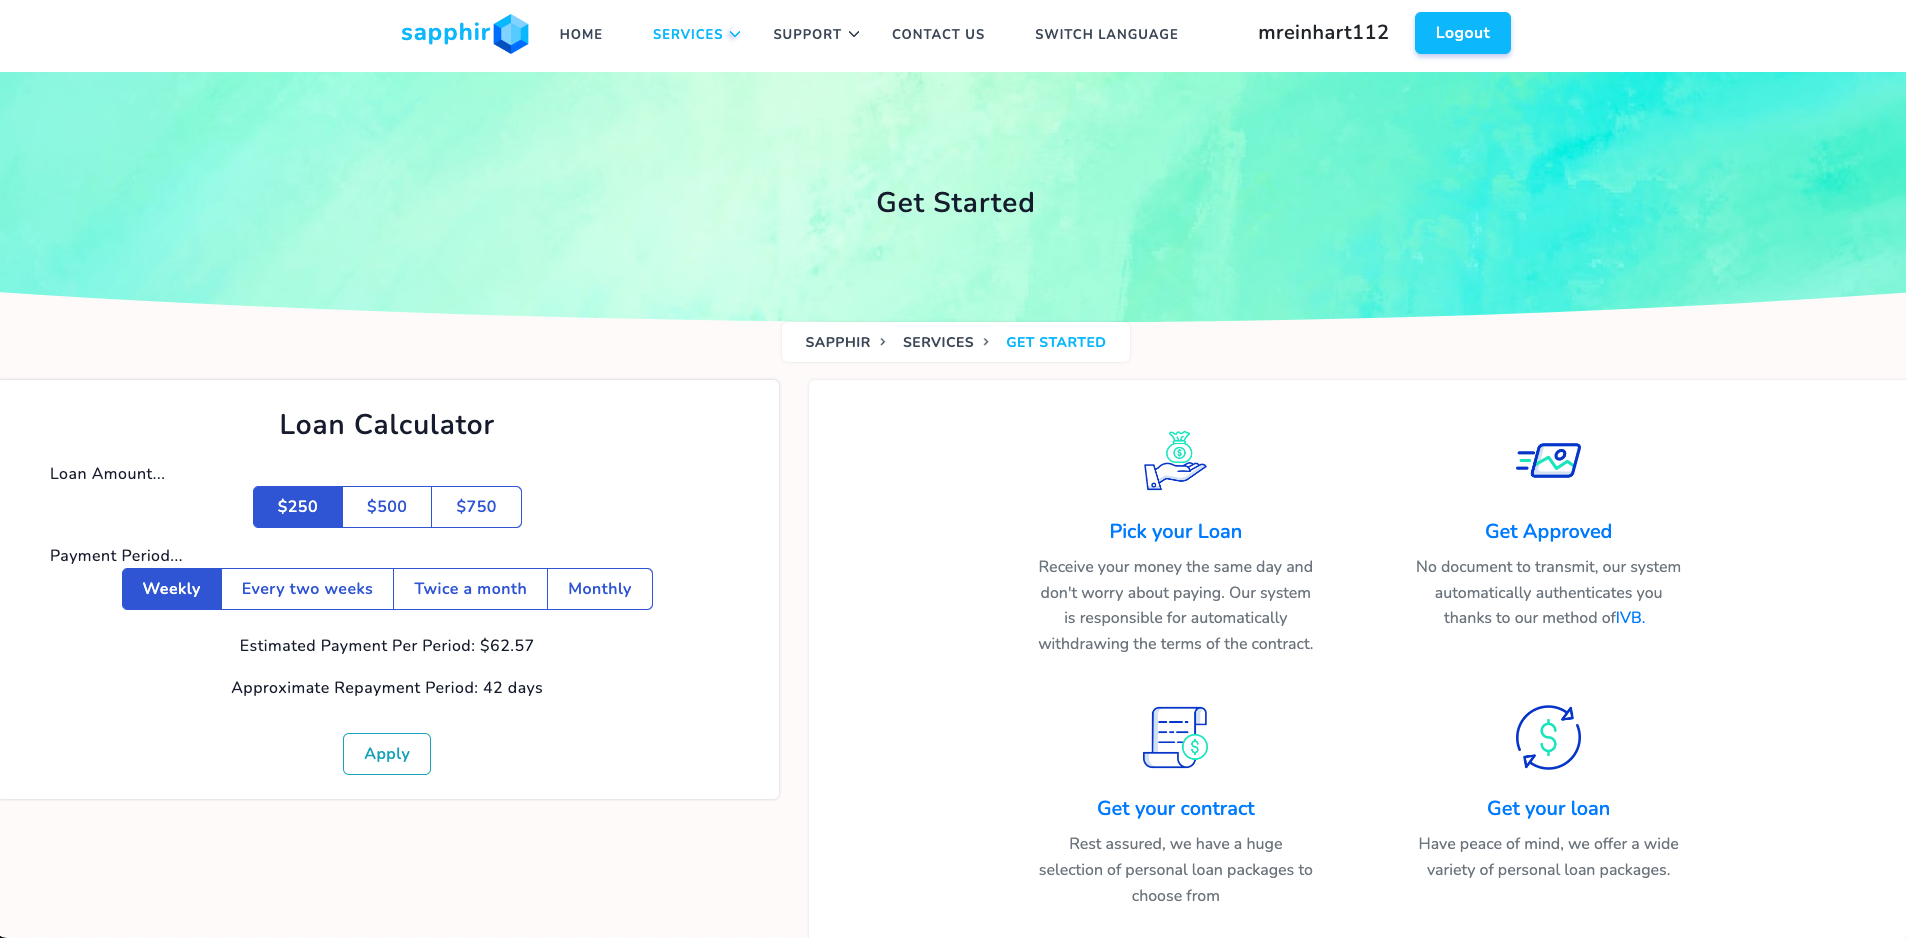 sapphir
HOME
SERVICES
SUPPORT
CONTACT US
SWITCH LANGUAGE
mreinhart112
Logout
Get Started
SAPPHIR
SERVICES
GET STARTED
Loan Calculator
Loan Amount...
$250
$500
$750
Payment Period...
Weekly
Every two weeks
Twice a month
Monthly
Estimated Payment Per Period: $62.57
Approximate Repayment Period: 42 days
Apply
Pick your Loan
Receive your money the same day and
don't worry about paying. Our system
is responsible for automatically
withdrawing the terms of the contract.
Get Approved
No document to transmit, our system
automatically authenticates you
thanks to our method ofIVB.
Get your contract
Rest assured, we have a huge
selection of personal loan packages to
choose from
Get your loan
Have peace of mind, we offer a wide
variety of personal loan packages.